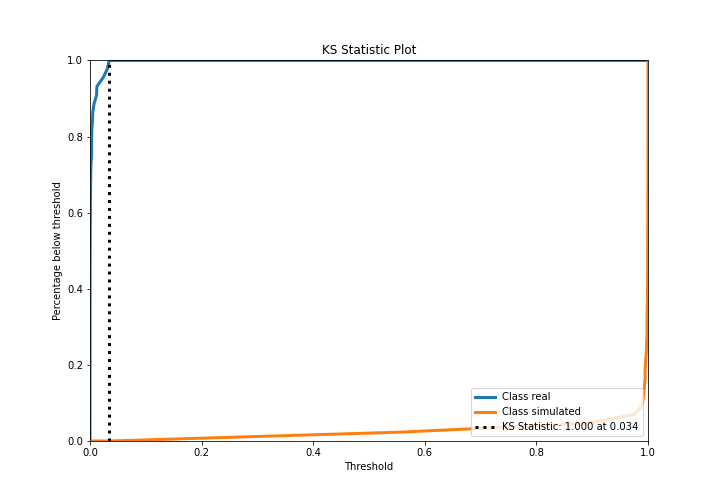 KS Statistic Plot
1.0
0.8
0.6
0.4
0.2
0.0
Percentage below threshold
Class real
Class simulated
KS Statistic: 1.000 at 0.034
0.0 0.2 0.4 0.6 0.8 1.0
Threshold